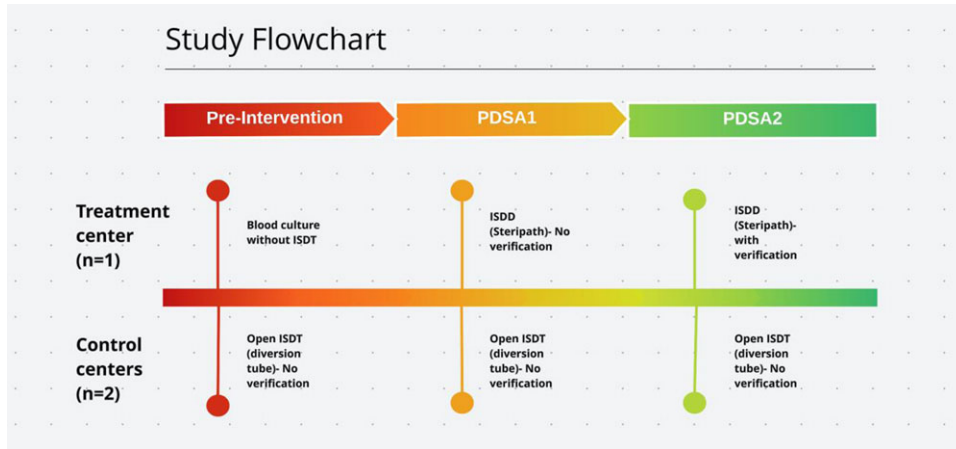 Study Flowchart
Pre-Intervention
PDSA1
PDSA2
Treatment
center
(n=1)
Blood culture
without ISDT
ISDD
(Steripath)- No
verification
ISDD
(Steripath)-
with
verification
Control
centers
(n=2)
Open ISDT
(diversion
tube)- No
verification
Open ISDT
(diversion
tube)- No
verification
Open ISDT
(diversion
tube)- No
verification